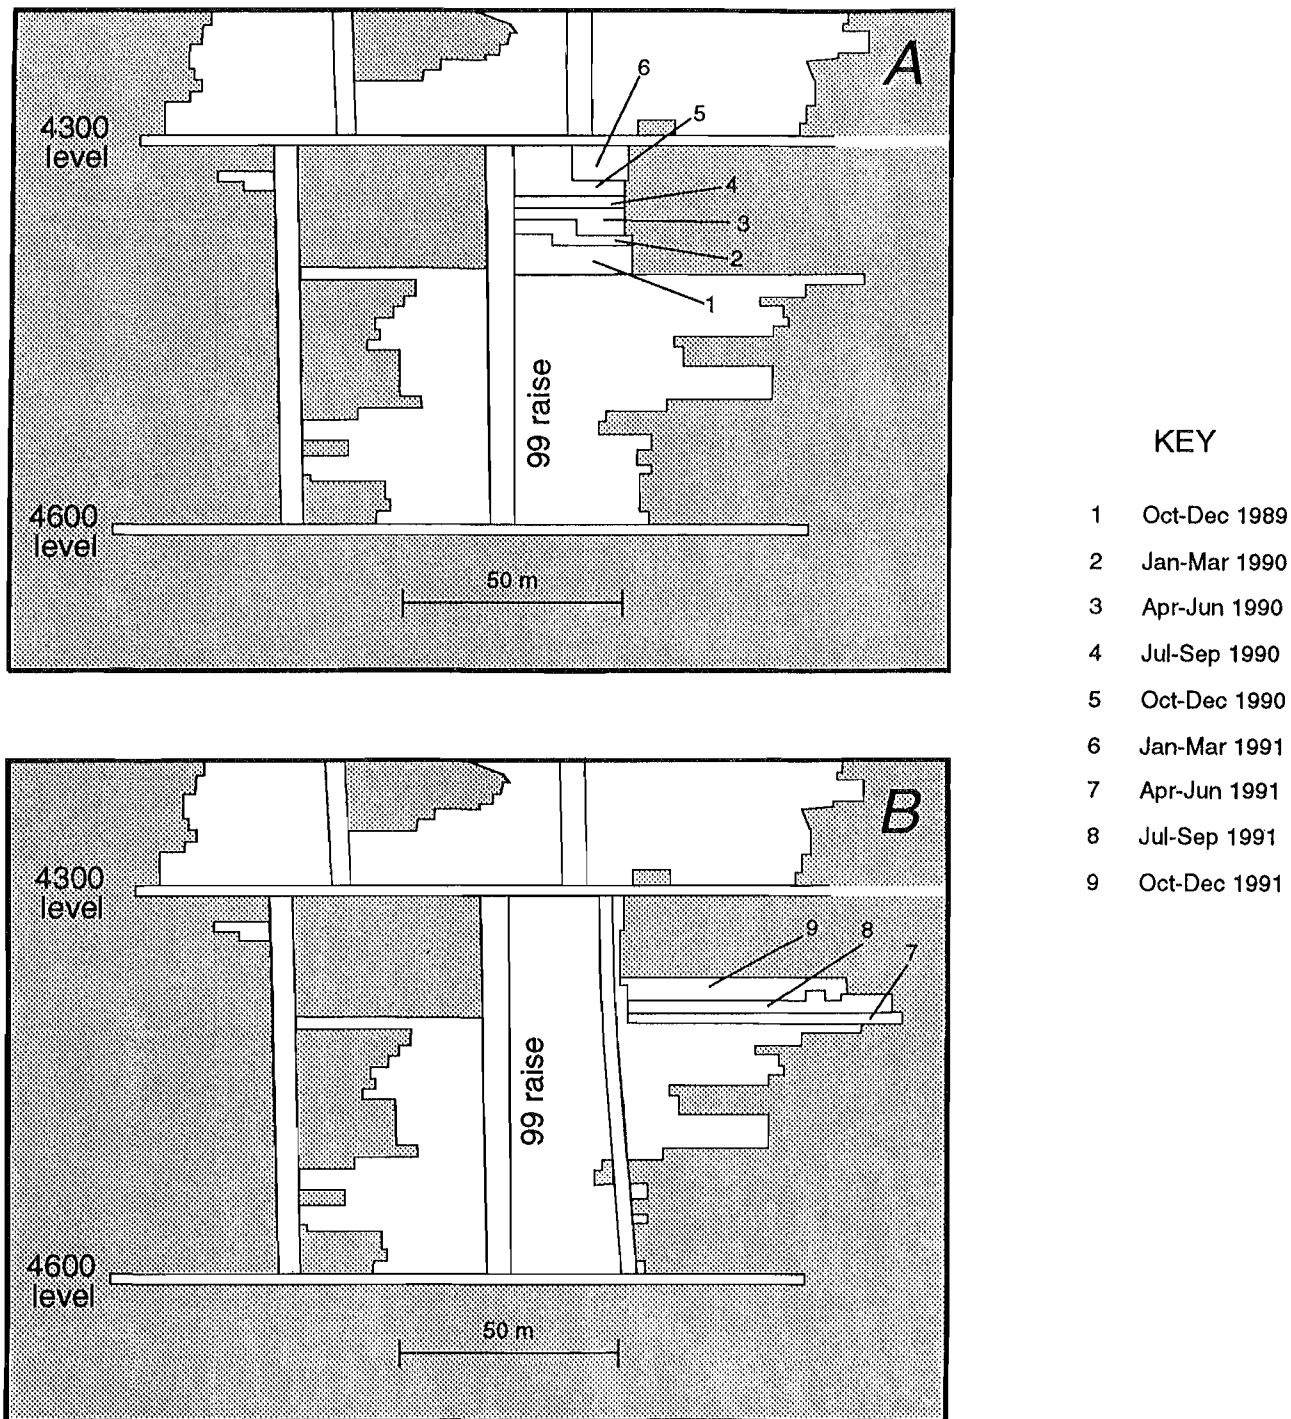 A
6
5
4300
level
4
3
2
1
99 raise
4600
level
50 m
KEY
1 Oct-Dec 1989
2 Jan-Mar 1990
3 Apr-Jun 1990
4 Jul-Sep 1990
5 Oct-Dec 1990
6 Jan-Mar 1991
7 Apr-Jun 1991
8 Jul-Sep 1991
9 Oct-Dec 1991
B
4300
level
9
8
7
99 raise
4600
level
50 m